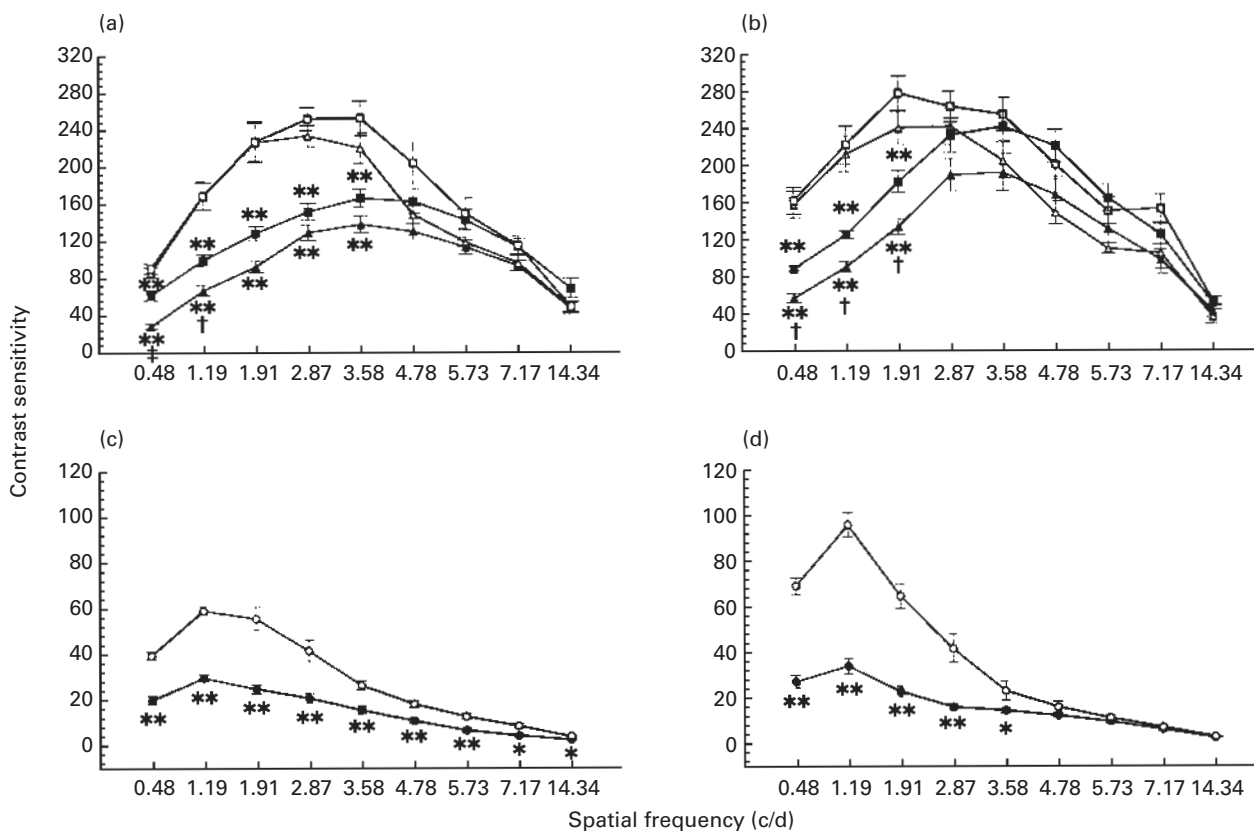 (a)
320
280
240
200
160
120
80
40
0
** ** ** ** **
** ** ** ** **
‡ †
0.48 1.19 1.91 2.87 3.58 4.78 5.73 7.17 14.34
(b)
320
280
240
200
160
120
80
40
0
** ** **
** ** **
† † †
0.48 1.19 1.91 2.87 3.58 4.78 5.73 7.17 14.34
Contrast sensitivity
(c)
120
100
80
60
40
20
0
** ** ** ** ** ** ** * *
0.48 1.19 1.91 2.87 3.58 4.78 5.73 7.17 14.34
(d)
120
100
80
60
40
20
0
** ** ** ** *
0.48 1.19 1.91 2.87 3.58 4.78 5.73 7.17 14.34
Spatial frequency (c/d)